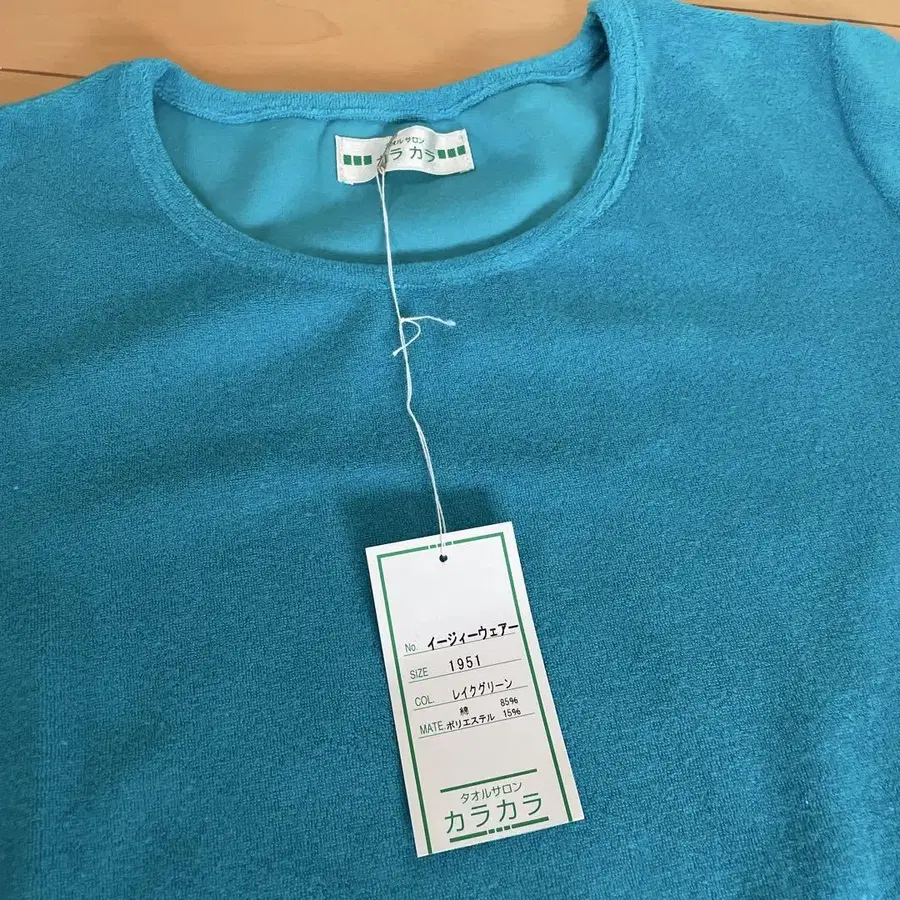 タオルサロン
カラ カラ
No. イージィーウェアー
SIZE 1951
COL. レイクグリーン
綿 85%
MATE. ポリエステル 15%
タオルサロン
カラカラ